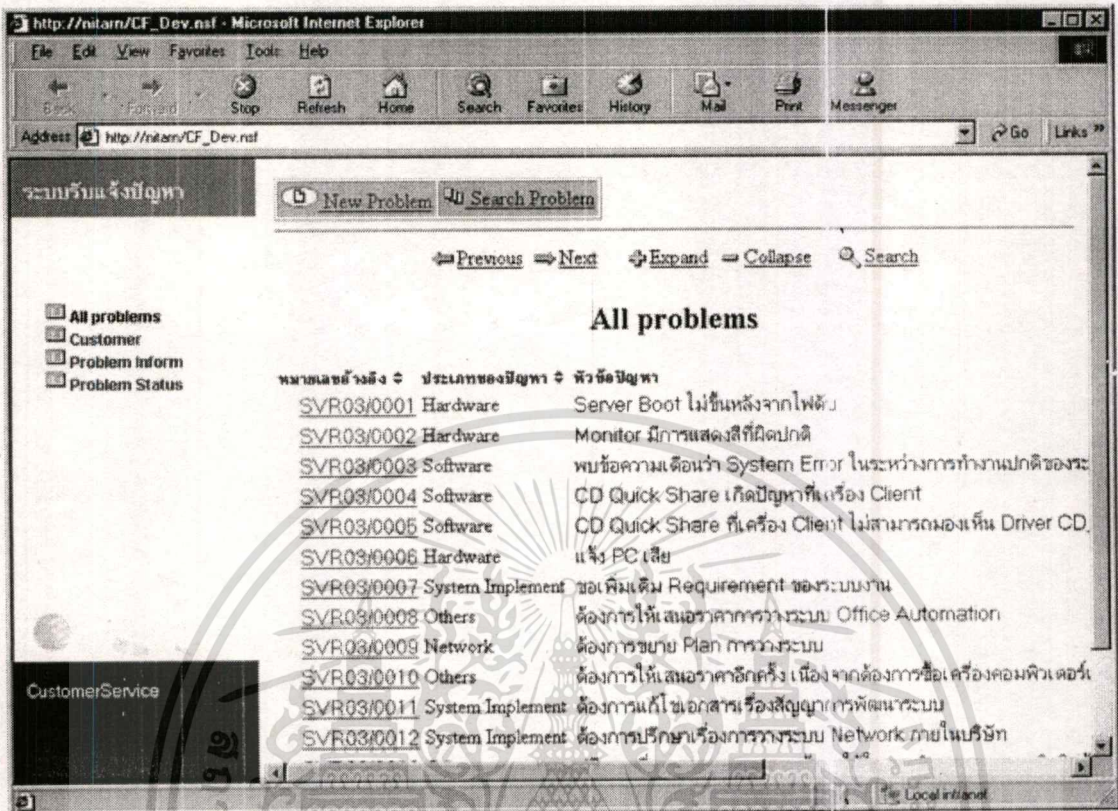 http://nitarn/CF_Dev.nsf - Microsoft Internet Explorer
File Edit View Favorites Tools Help
Back Forward Stop Refresh Home Search Favorites History Mail Print Messenger
Address http://nitarn/CF_Dev.nsf Go Links »
ระบบรับแจ้งปัญหา
New Problem Search Problem
Previous Next Expand Collapse Search
All problems
Customer
Problem Inform
Problem Status
All problems
หมายเลขอ้างอิง ประเภทของปัญหา หัวข้อปัญหา
SVR03/0001 Hardware Server Boot ไม่ขึ้นหลังจากไฟดับ
SVR03/0002 Hardware Monitor มีการแสดงสีที่ผิดปกติ
SVR03/0003 Software พบข้อความเตือนว่า System Error ในระหว่างการทำงานปกติของระ
SVR03/0004 Software CD Quick Share เกิดปัญหาที่เครื่อง Client
SVR03/0005 Software CD Quick Share ที่เครื่อง Client ไม่สามารถมองเห็น Driver CD
SVR03/0006 Hardware แจ้ง PC เสีย
SVR03/0007 System Implement ขอเพิ่มเติม Requirement ของระบบงาน
SVR03/0008 Others ต้องการให้เสนอราคาการวางระบบ Office Automation
SVR03/0009 Network ต้องการขยาย Plan การวางระบบ
SVR03/0010 Others ต้องการให้เสนอราคาอีกครั้ง เนื่องจากต้องการซื้อเครื่องคอมพิวเตอร์เ
SVR03/0011 System Implement ต้องการแก้ไขเอกสารเรื่องสัญญาการพัฒนาระบบ
SVR03/0012 System Implement ต้องการปรึกษาเรื่องการวางระบบ Network ภายในบริษัท
CustomerService
Local intranet